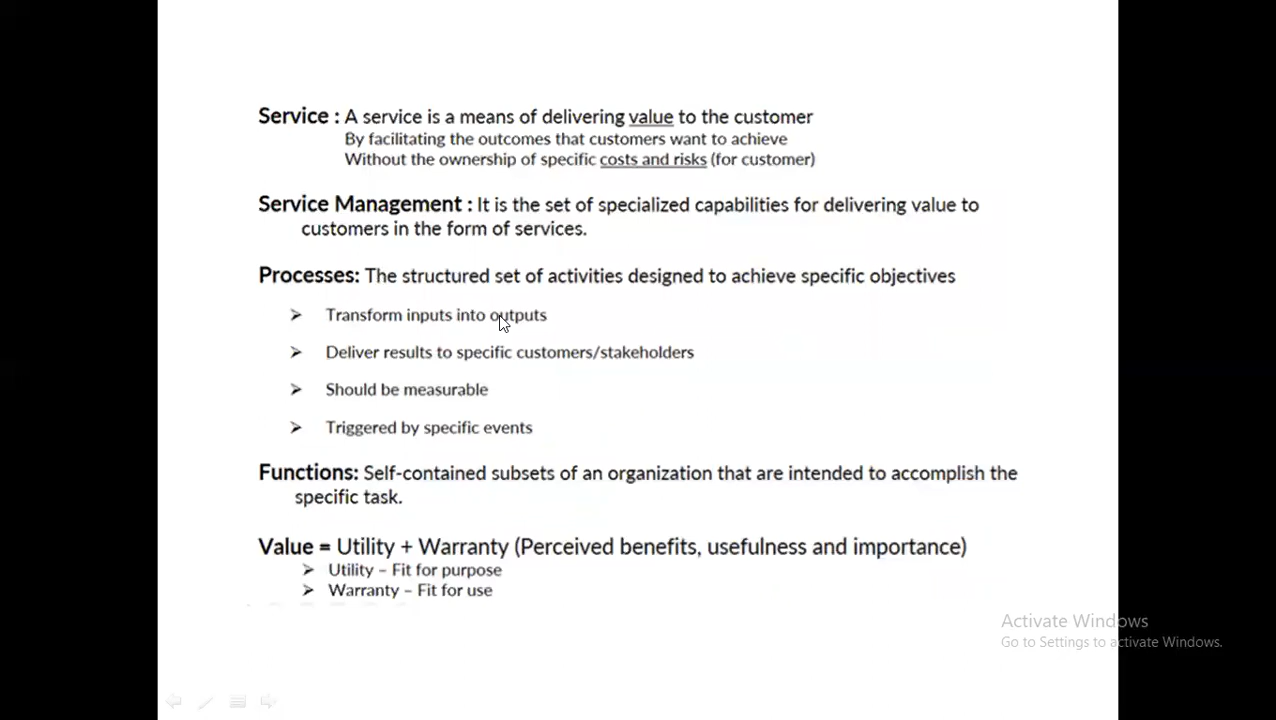 Service : A service is a means of delivering value to the customer
By facilitating the outcomes that customers want to achieve
Without the ownership of specific costs and risks (for customer)
Service Management : It is the set of specialized capabilities for delivering value to
customers in the form of services.
Processes: The structured set of activities designed to achieve specific objectives
➢ Transform inputs into outputs
➢ Deliver results to specific customers/stakeholders
➢ Should be measurable
➢ Triggered by specific events
Functions: Self-contained subsets of an organization that are intended to accomplish the
specific task.
Value = Utility + Warranty (Perceived benefits, usefulness and importance)
➢ Utility – Fit for purpose
➢ Warranty – Fit for use
Activate Windows
Go to Settings to activate Windows.